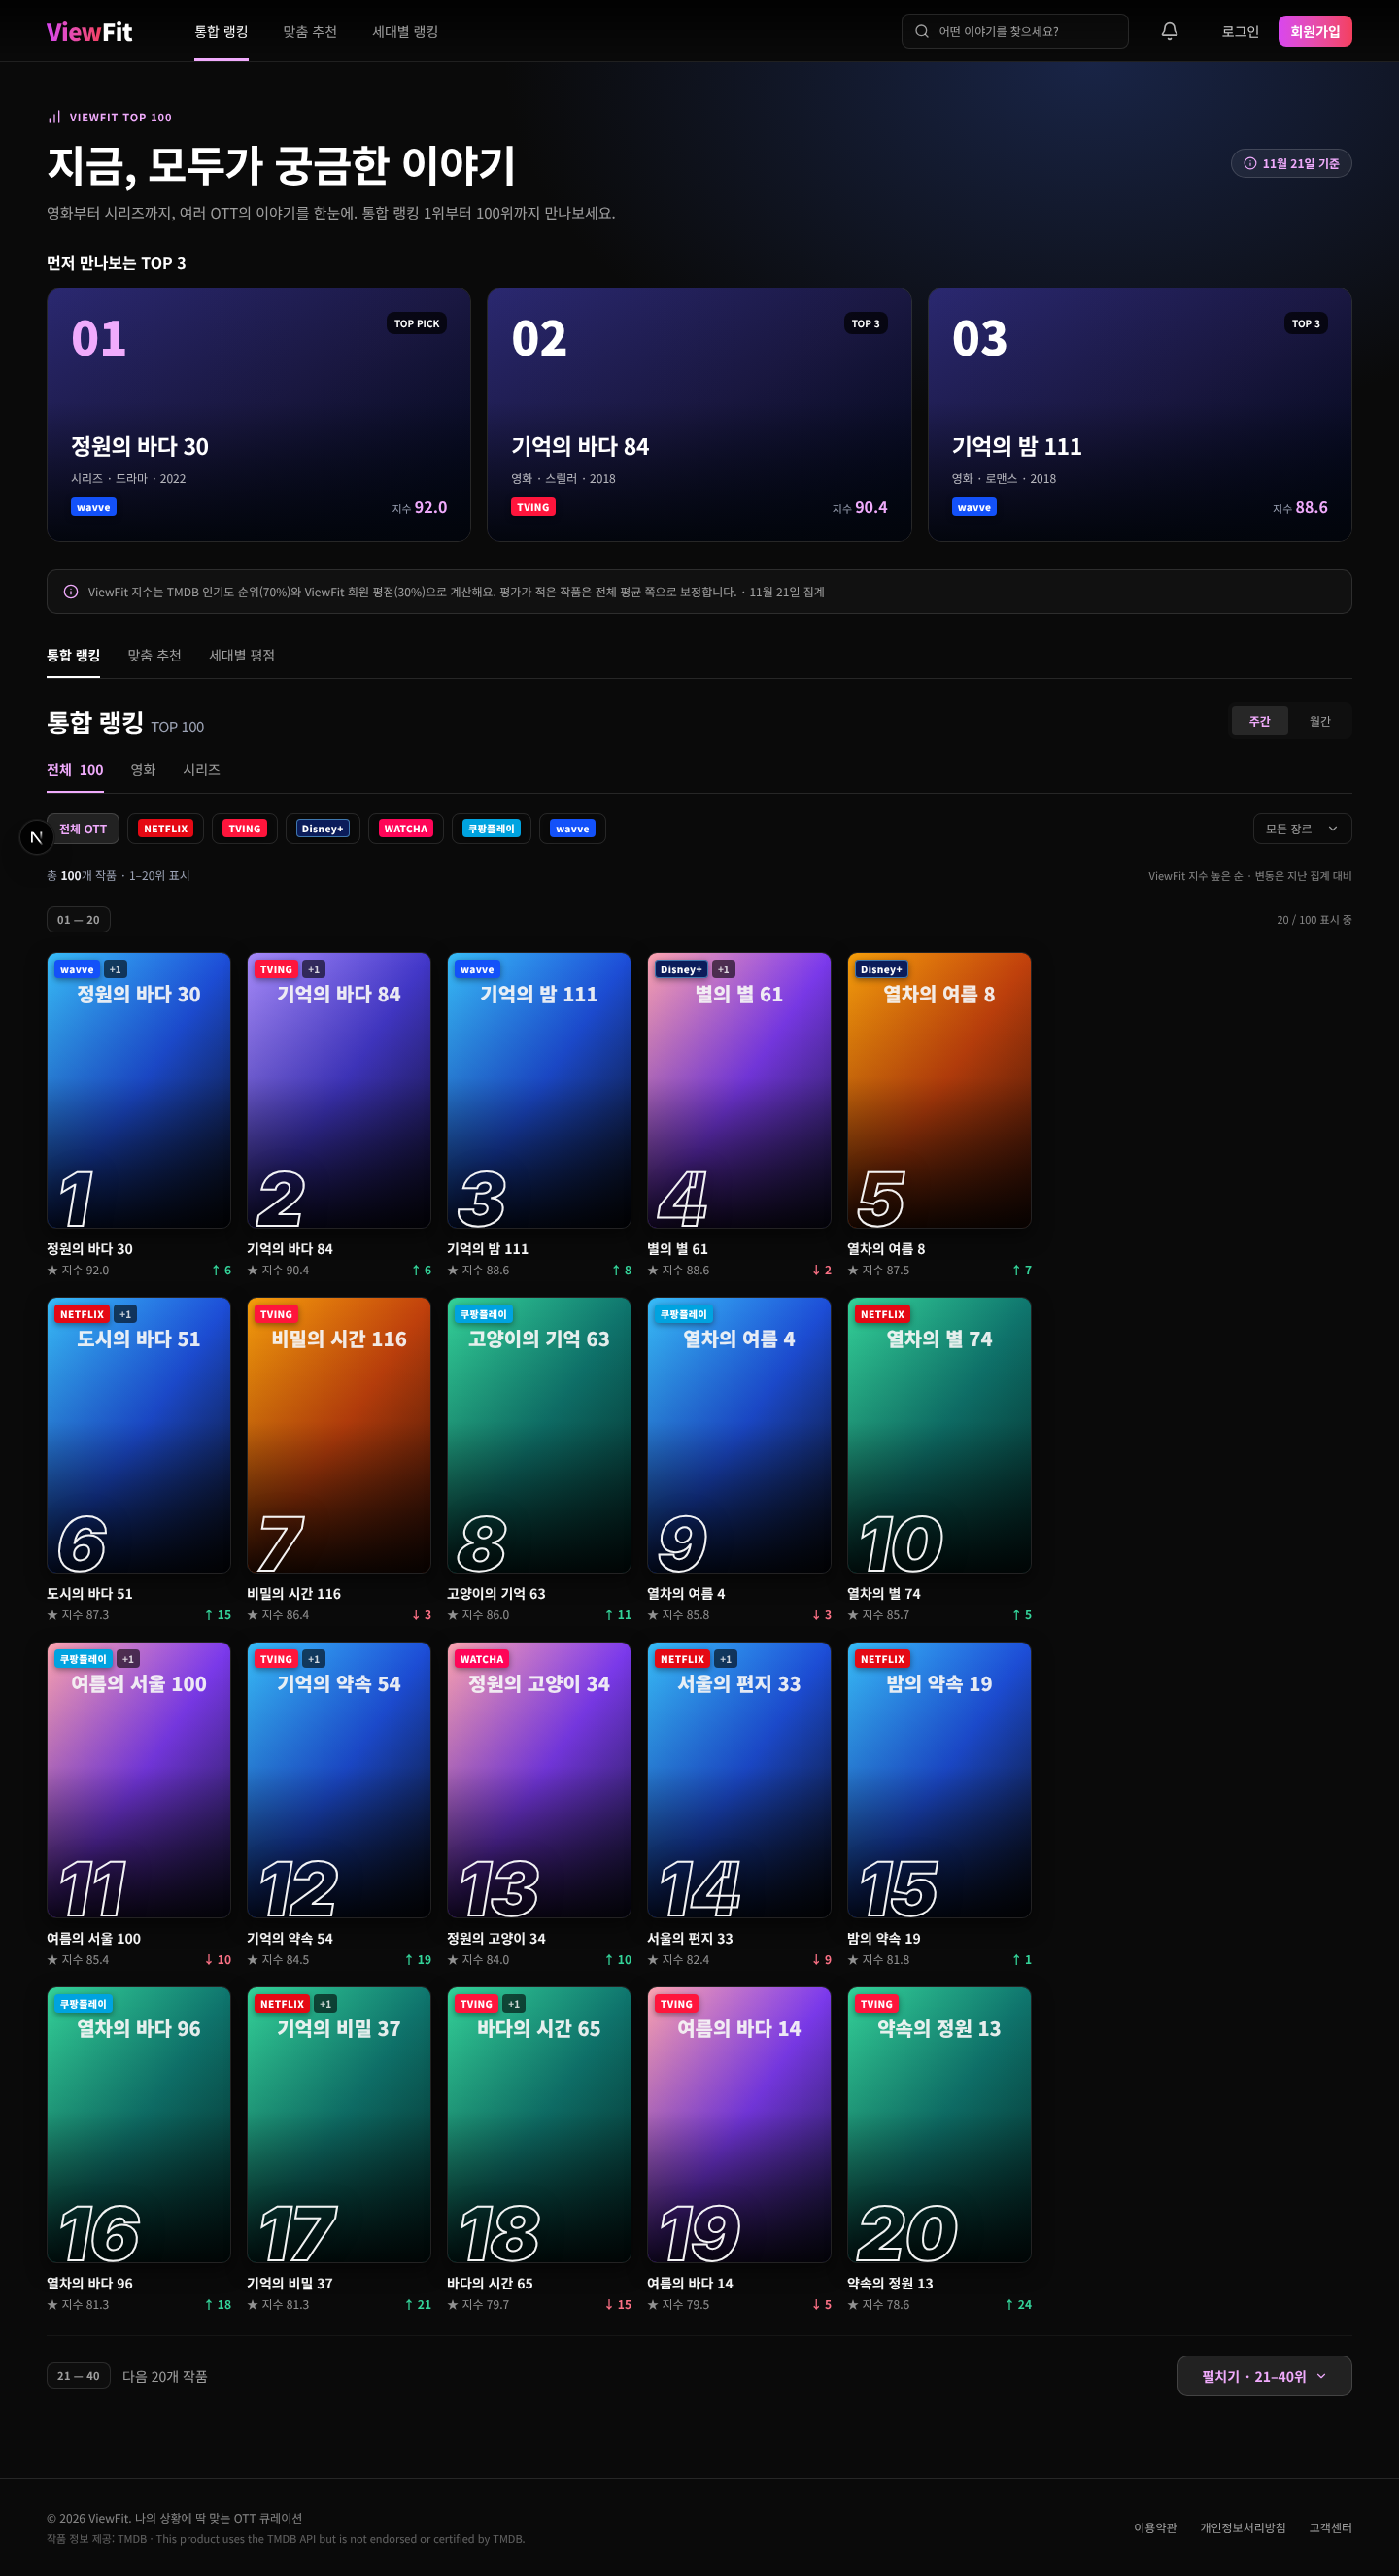 ViewFit 통합 랭킹 맞춤 추천 세대별 랭킹 어떤 이야기를 찾으세요? 로그인 회원가입
VIEWFIT TOP 100
지금, 모두가 궁금한 이야기
11월 21일 기준
영화부터 시리즈까지, 여러 OTT의 이야기를 한눈에. 통합 랭킹 1위부터 100위까지 만나보세요.
먼저 만나보는 TOP 3
01 TOP PICK
정원의 바다 30
시리즈 · 드라마 · 2022
wavve 지수 92.0
02 TOP 3
기억의 바다 84
영화 · 스릴러 · 2018
TVING 지수 90.4
03 TOP 3
기억의 밤 111
영화 · 로맨스 · 2018
wavve 지수 88.6
ViewFit 지수는 TMDB 인기도 순위(70%)와 ViewFit 회원 평점(30%)으로 계산해요. 평가가 적은 작품은 전체 평균 쪽으로 보정합니다. · 11월 21일 집계
통합 랭킹 맞춤 추천 세대별 평점
통합 랭킹 TOP 100 주간 월간
전체 100 영화 시리즈
N 전체 OTT NETFLIX TVING Disney+ WATCHA 쿠팡플레이 wavve 모든 장르
총 100개 작품 · 1–20위 표시 ViewFit 지수 높은 순 · 변동은 지난 집계 대비
01 — 20 20 / 100 표시 중
wavve +1 TVING +1 wavve Disney+ +1 Disney+
정원의 바다 30 기억의 바다 84 기억의 밤 111 별의 별 61 열차의 여름 8
1 2 3 4 5
정원의 바다 30 기억의 바다 84 기억의 밤 111 별의 별 61 열차의 여름 8
★ 지수 92.0 ↑ 6 ★ 지수 90.4 ↑ 6 ★ 지수 88.6 ↑ 8 ★ 지수 88.6 ↓ 2 ★ 지수 87.5 ↑ 7
NETFLIX +1 TVING 쿠팡플레이 쿠팡플레이 NETFLIX
도시의 바다 51 비밀의 시간 116 고양이의 기억 63 열차의 여름 4 열차의 별 74
6 7 8 9 10
도시의 바다 51 비밀의 시간 116 고양이의 기억 63 열차의 여름 4 열차의 별 74
★ 지수 87.3 ↑ 15 ★ 지수 86.4 ↓ 3 ★ 지수 86.0 ↑ 11 ★ 지수 85.8 ↓ 3 ★ 지수 85.7 ↑ 5
쿠팡플레이 +1 TVING +1 WATCHA NETFLIX +1 NETFLIX
여름의 서울 100 기억의 약속 54 정원의 고양이 34 서울의 편지 33 밤의 약속 19
11 12 13 14 15
여름의 서울 100 기억의 약속 54 정원의 고양이 34 서울의 편지 33 밤의 약속 19
★ 지수 85.4 ↓ 10 ★ 지수 84.5 ↑ 19 ★ 지수 84.0 ↑ 10 ★ 지수 82.4 ↓ 9 ★ 지수 81.8 ↑ 1
쿠팡플레이 NETFLIX +1 TVING +1 TVING TVING
열차의 바다 96 기억의 비밀 37 바다의 시간 65 여름의 바다 14 약속의 정원 13
16 17 18 19 20
열차의 바다 96 기억의 비밀 37 바다의 시간 65 여름의 바다 14 약속의 정원 13
★ 지수 81.3 ↑ 18 ★ 지수 81.3 ↑ 21 ★ 지수 79.7 ↓ 15 ★ 지수 79.5 ↓ 5 ★ 지수 78.6 ↑ 24
21 — 40 다음 20개 작품 펼치기 · 21–40위
© 2026 ViewFit. 나의 상황에 딱 맞는 OTT 큐레이션
작품 정보 제공: TMDB · This product uses the TMDB API but is not endorsed or certified by TMDB.
이용약관 개인정보처리방침 고객센터